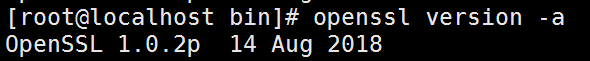 [root@localhost bin]# openssl version -a
OpenSSL 1.0.2p  14 Aug 2018